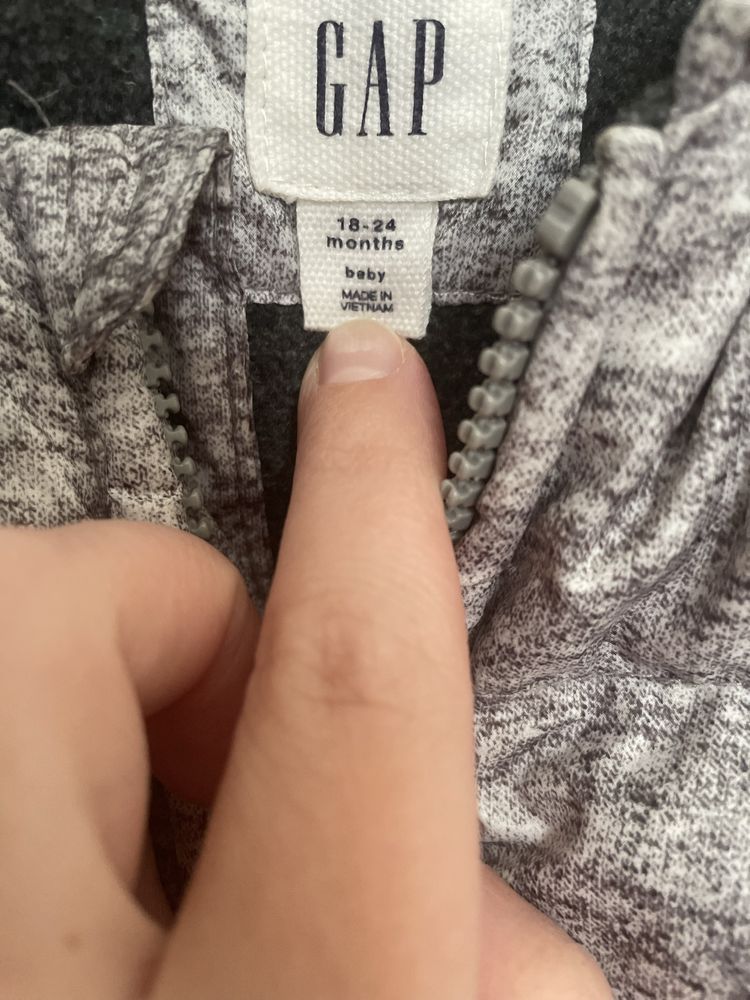 GAP
18-24
months
baby
MADE IN
VIETNAM